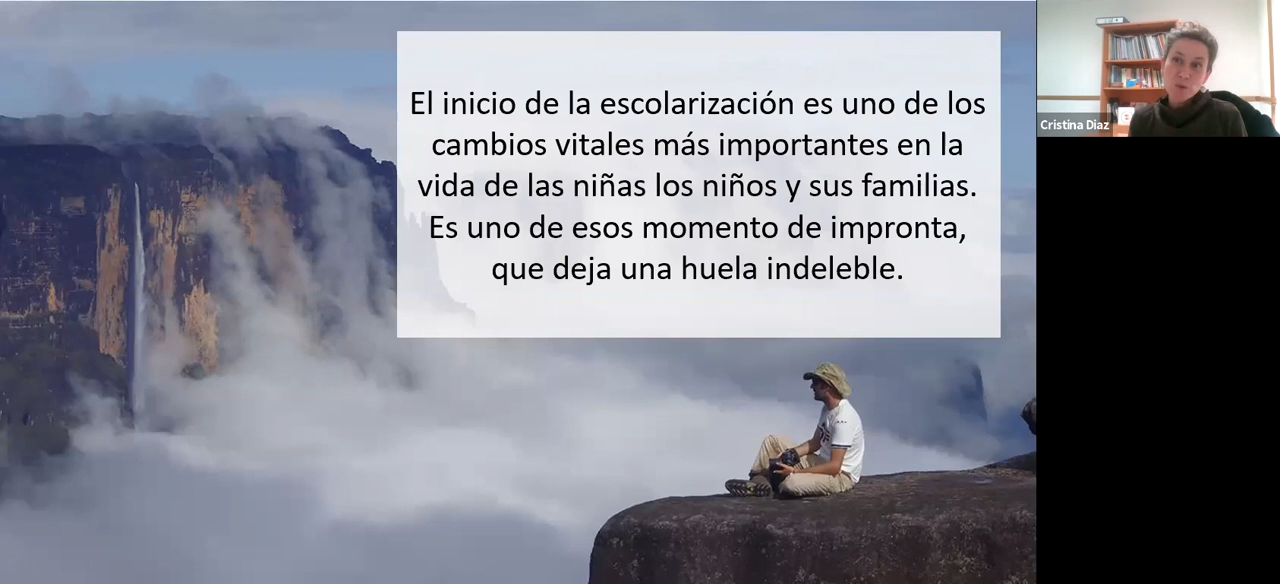 El inicio de la escolarización es uno de los
cambios vitales más importantes en la
vida de las niñas los niños y sus familias.
Es uno de esos momento de impronta,
que deja una huela indeleble.
Cristina Diaz